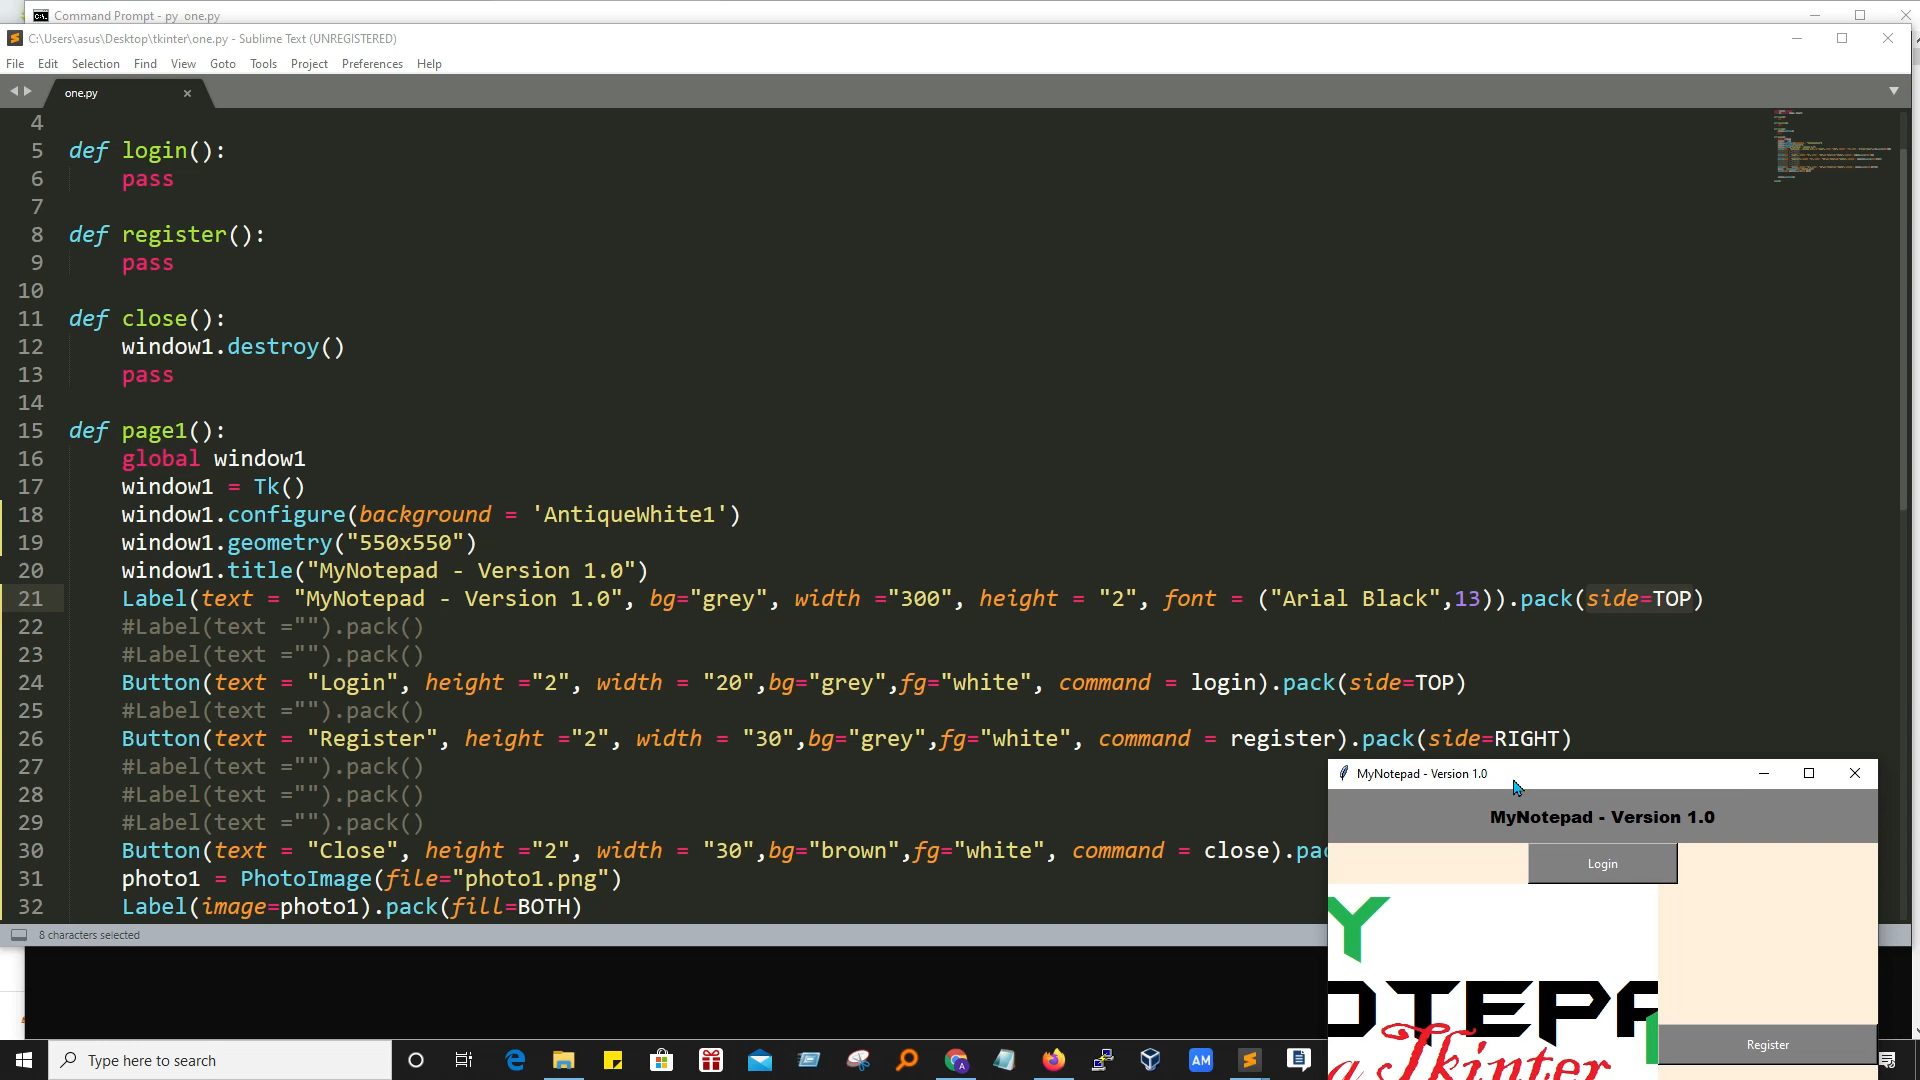 Command Prompt - py  one.py
C:\Users\asus\Desktop\tkinter\one.py - Sublime Text (UNREGISTERED)
File Edit Selection Find View Goto Tools Project Preferences Help
one.py
4
5 def login():
6 pass
7
8 def register():
9 pass
10
11 def close():
12 window1.destroy()
13 pass
14
15 def page1():
16 global window1
17 window1 = Tk()
18 window1.configure(background = 'AntiqueWhite1')
19 window1.geometry("550x550")
20 window1.title("MyNotepad - Version 1.0")
21 Label(text = "MyNotepad - Version 1.0", bg="grey", width ="300", height = "2", font = ("Arial Black",13)).pack(side=TOP)
22 #Label(text ="").pack()
23 #Label(text ="").pack()
24 Button(text = "Login", height ="2", width = "20",bg="grey",fg="white", command = login).pack(side=TOP)
25 #Label(text ="").pack()
26 Button(text = "Register", height ="2", width = "30",bg="grey",fg="white", command = register).pack(side=RIGHT)
27 #Label(text ="").pack()
28 #Label(text ="").pack()
29 #Label(text ="").pack()
30 Button(text = "Close", height ="2", width = "30",bg="brown",fg="white", command = close).pac
31 photo1 = PhotoImage(file="photo1.png")
32 Label(image=photo1).pack(fill=BOTH)
8 characters selected
MyNotepad - Version 1.0
MyNotepad - Version 1.0
Login
Y
OTEPA
a Tkinter
Register
Type here to search
AM